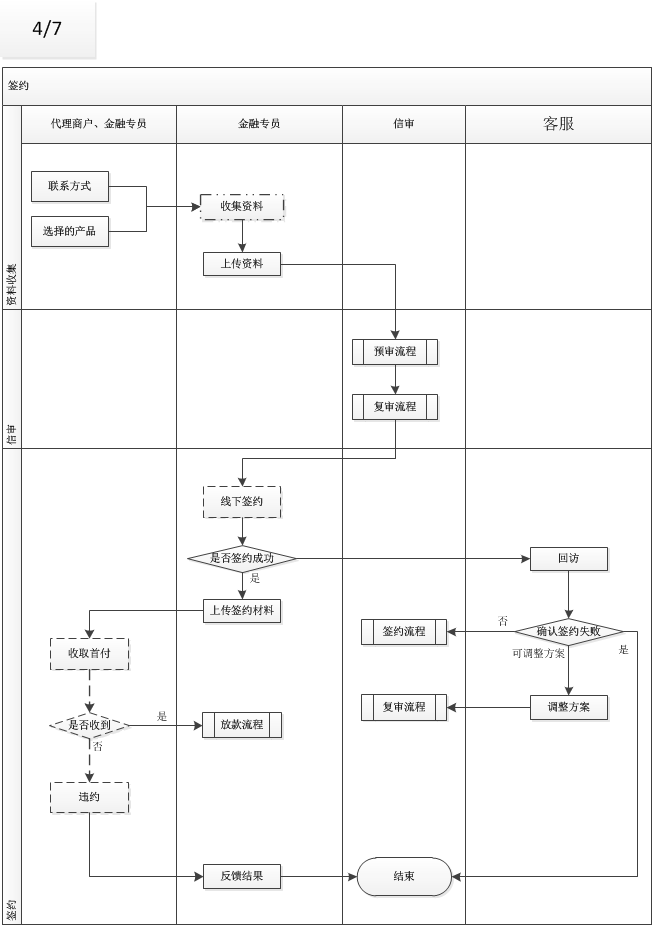 4/7
签约
代理商户、金融专员
金融专员
信审
客服
资料收集
联系方式
收集资料
选择的产品
上传资料
信审
预审流程
复审流程
签约
线下签约
是否签约成功
回访
是
上传签约材料
否
签约流程
确认签约失败
收取首付
可调整方案
是
复审流程
调整方案
是否收到
是
放款流程
否
违约
反馈结果
结束